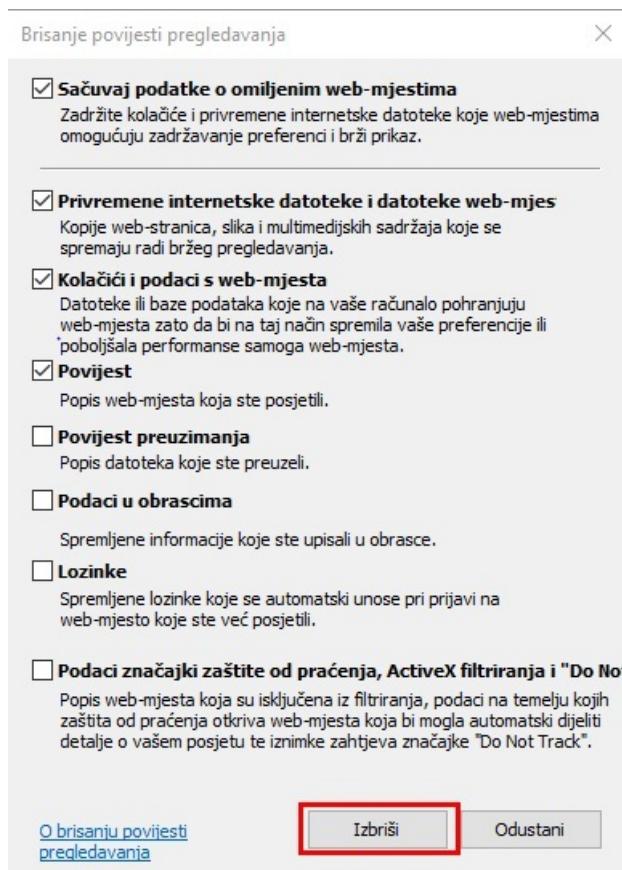 Brisanje povijesti pregledavanja
Sačuvaj podatke o omiljenim web-mjestima
Zadržite kolačiće i privremene internetske datoteke koje web-mjestima
omogućuju zadržavanje preferenci i brži prikaz.
Privremene internetske datoteke i datoteke web-mjes
Kopije web-stranica, slika i multimedijskih sadržaja koje se
spremaju radi bržeg pregledavanja.
Kolačići i podaci s web-mjesta
Datoteke ili baze podataka koje na vaše računalo pohranjuju
web-mjesta zato da bi na taj način spremila vaše preferencije ili
poboljšala performanse samoga web-mjesta.
Povijest
Popis web-mjesta koja ste posjetili.
Povijest preuzimanja
Popis datoteka koje ste preuzeli.
Podaci u obrascima
Spremljene informacije koje ste upisali u obrasce.
Lozinke
Spremljene lozinke koje se automatski unose pri prijavi na
web-mjesto koje ste već posjetili.
Podaci značajki zaštite od praćenja, ActiveX filtriranja i "Do No
Popis web-mjesta koja su isključena iz filtriranja, podaci na temelju kojih
zaštita od praćenja otkriva web-mjesta koja bi mogla automatski dijeliti
detalje o vašem posjetu te iznimke zahtjeva značajke "Do Not Track".
O brisanju povijesti
pregledavanja
Izbriši
Odustani